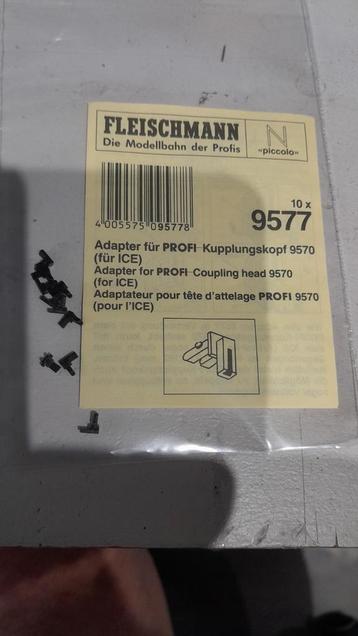 FLEISCHMANN
Die Modellbahn der Profis
N
"piccolo"
4 005575 095778
10 x
9577
Adapter für PROFI Kupplungskopf 9570
(für ICE)
Adapter for PROFI Coupling head 9570
(for ICE)
Adaptateur pour tête d'attelage PROFI 9570
(pour l'ICE)